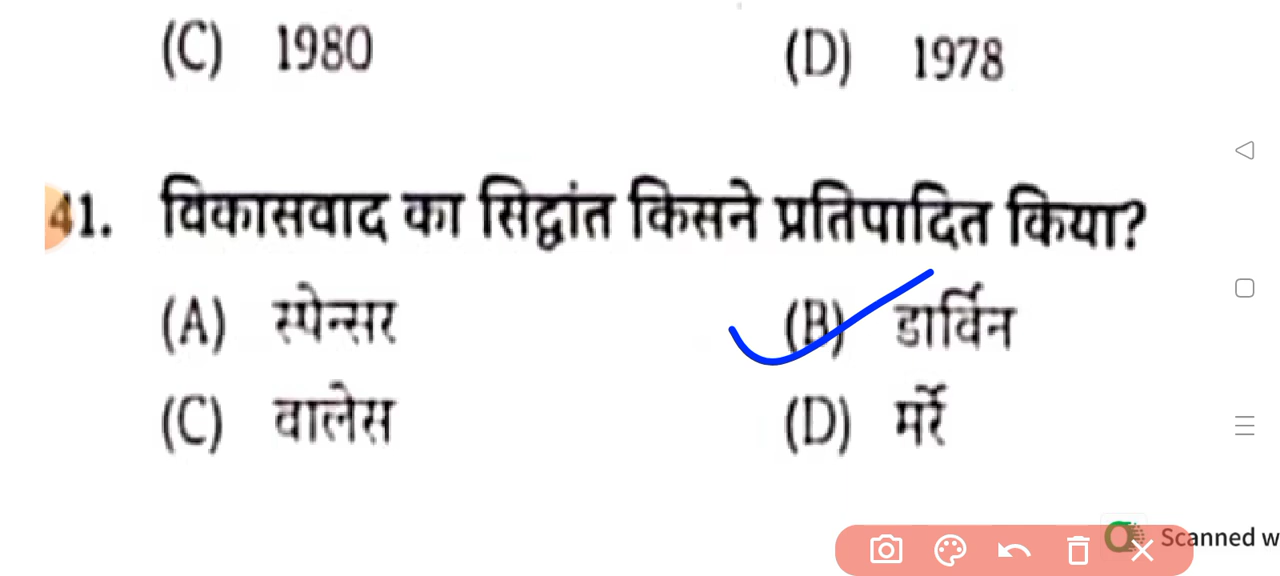 (C) 1980 (D) 1978
41. विकासवाद का सिद्धांत किसने प्रतिपादित किया?
(A) स्पेन्सर (B) डार्विन
(C) वालेस (D) मर्रे
Scanned w